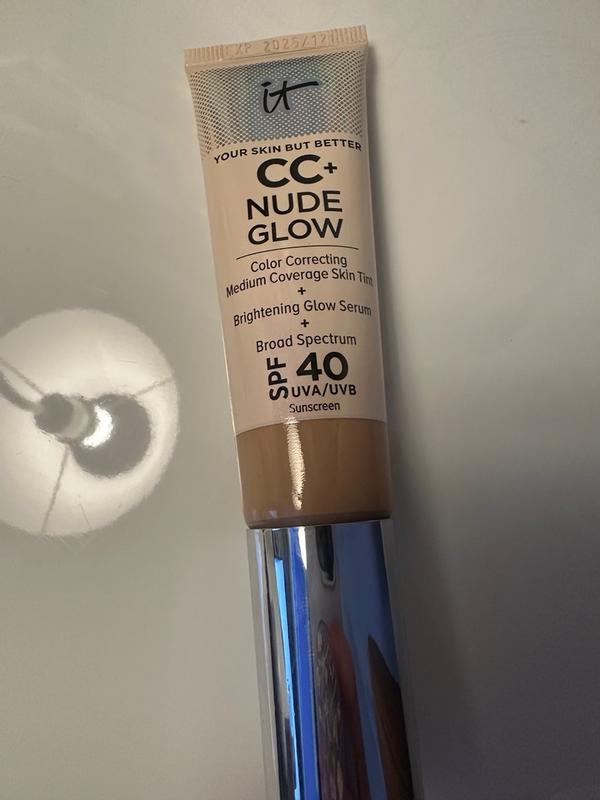 EXP 2025/12
it
YOUR SKIN BUT BETTER
CC+
NUDE
GLOW
Color Correcting
Medium Coverage Skin Tint
+
Brightening Glow Serum
+
Broad Spectrum
SPF 40
UVA/UVB
Sunscreen